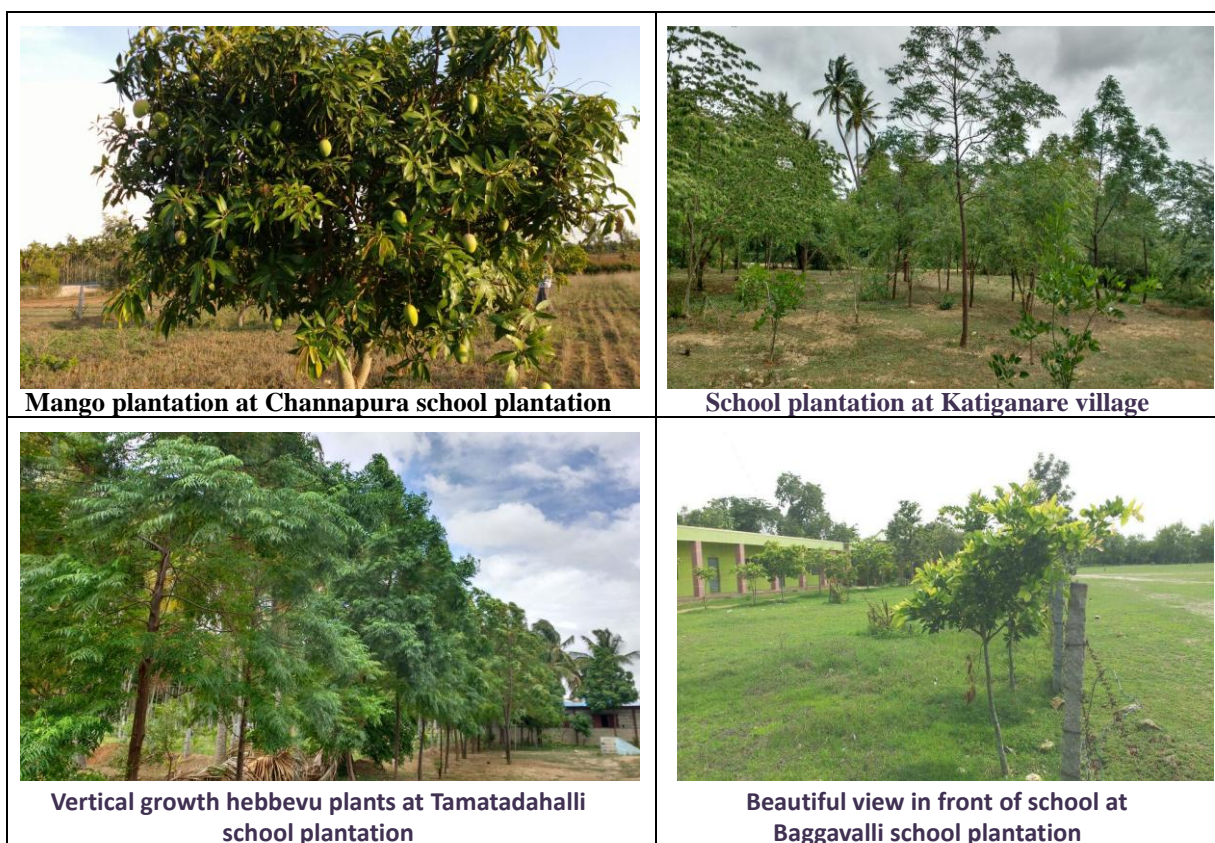 Mango plantation at Channapura school plantation
School plantation at Katiganare village
Vertical growth hebbevu plants at Tamatadahalli
school plantation
Beautiful view in front of school at
Baggavalli school plantation